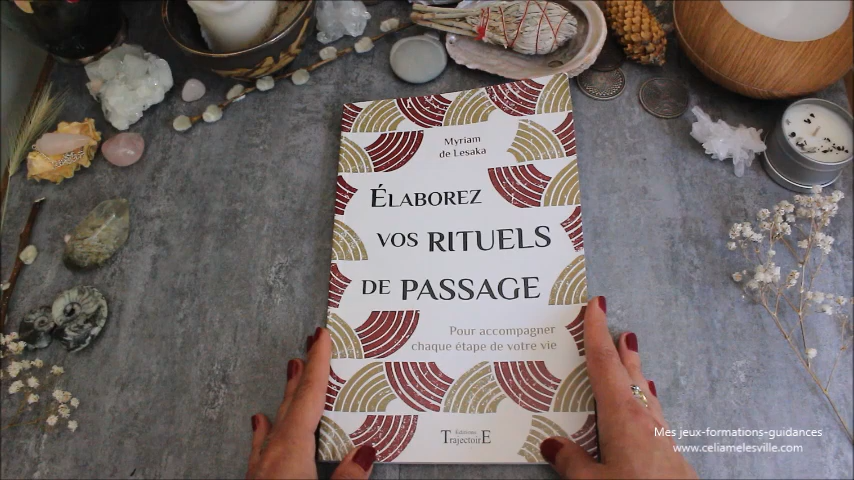 Myriam
de Lesaka
Élaborez
vos RITUELS
de PASSAGE
Pour accompagner
chaque étape de votre vie
Éditions
TrajectoirE
Mes jeux-formations-guidances
www.celiamelesville.com